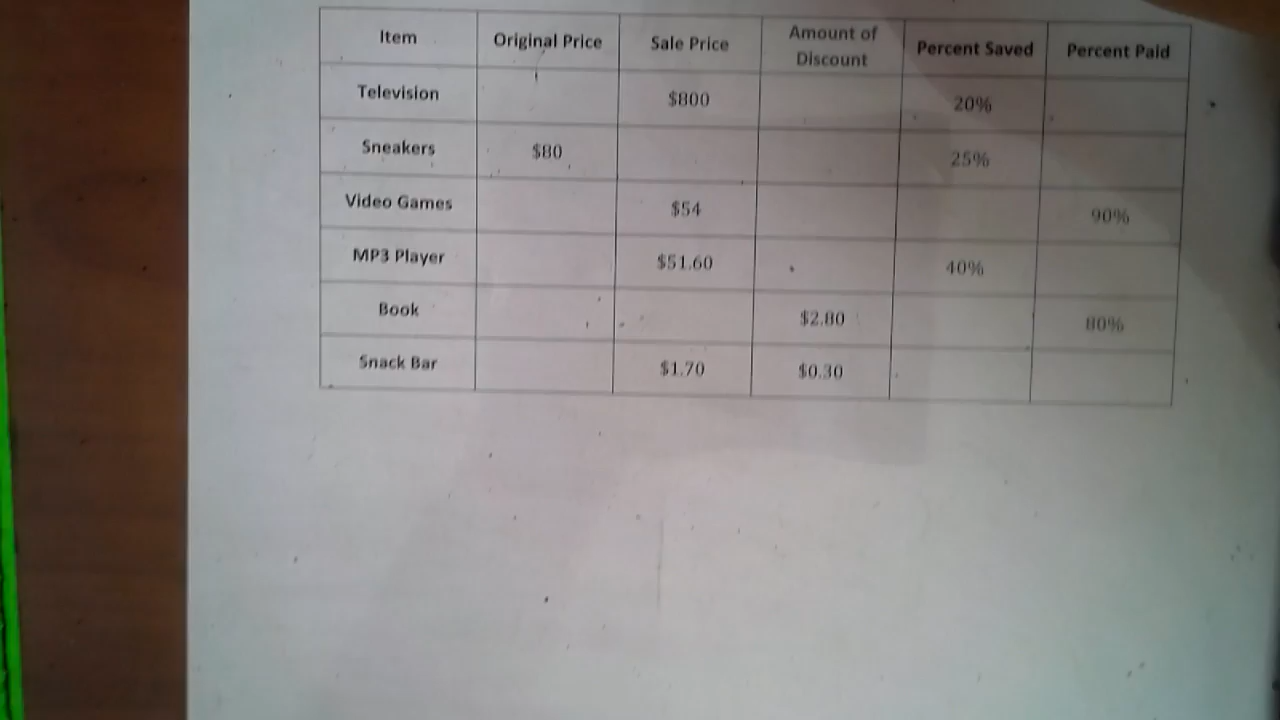 Item Original Price Sale Price Amount of Discount Percent Saved Percent Paid
Television $800 20%
Sneakers $80 25%
Video Games $54 90%
MP3 Player $51.60 40%
Book $2.80 80%
Snack Bar $1.70 $0.30